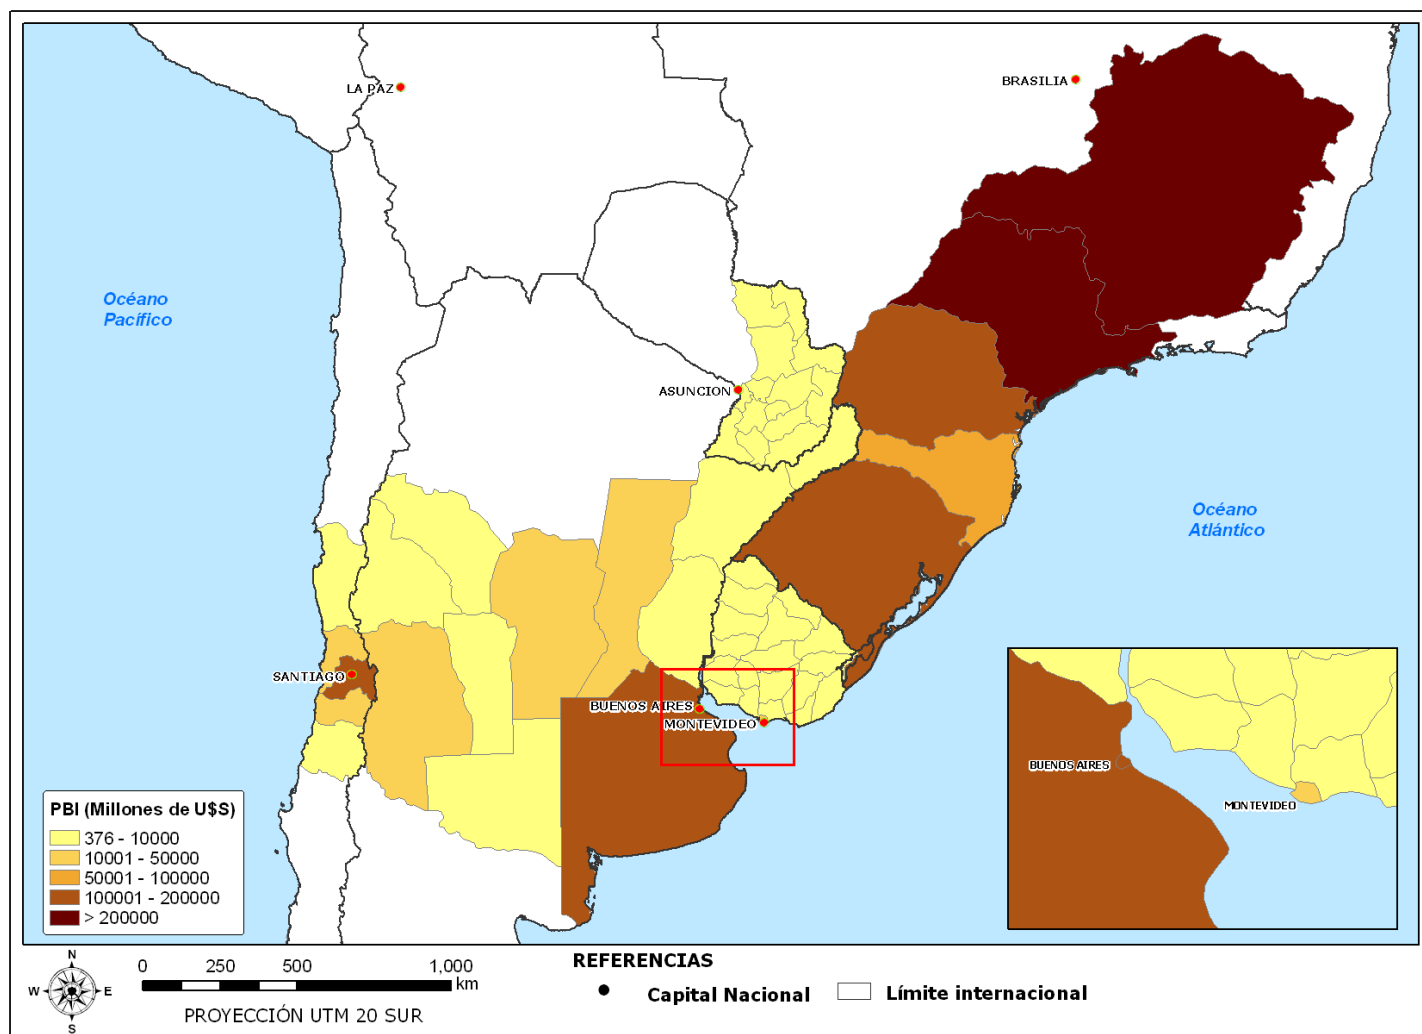 LA PAZ
BRASILIA
Océano
Pacífico
ASUNCION
Océano
Atlántico
SANTIAGO
BUENOS AIRES
MONTEVIDEO
BUENOS AIRES
MONTEVIDEO
PBI (Millones de U$S)
376 - 10000
10001 - 50000
50001 - 100000
100001 - 200000
> 200000
N
W
E
S
0 250 500 1,000
km
PROYECCIÓN UTM 20 SUR
REFERENCIAS
Capital Nacional
Límite internacional